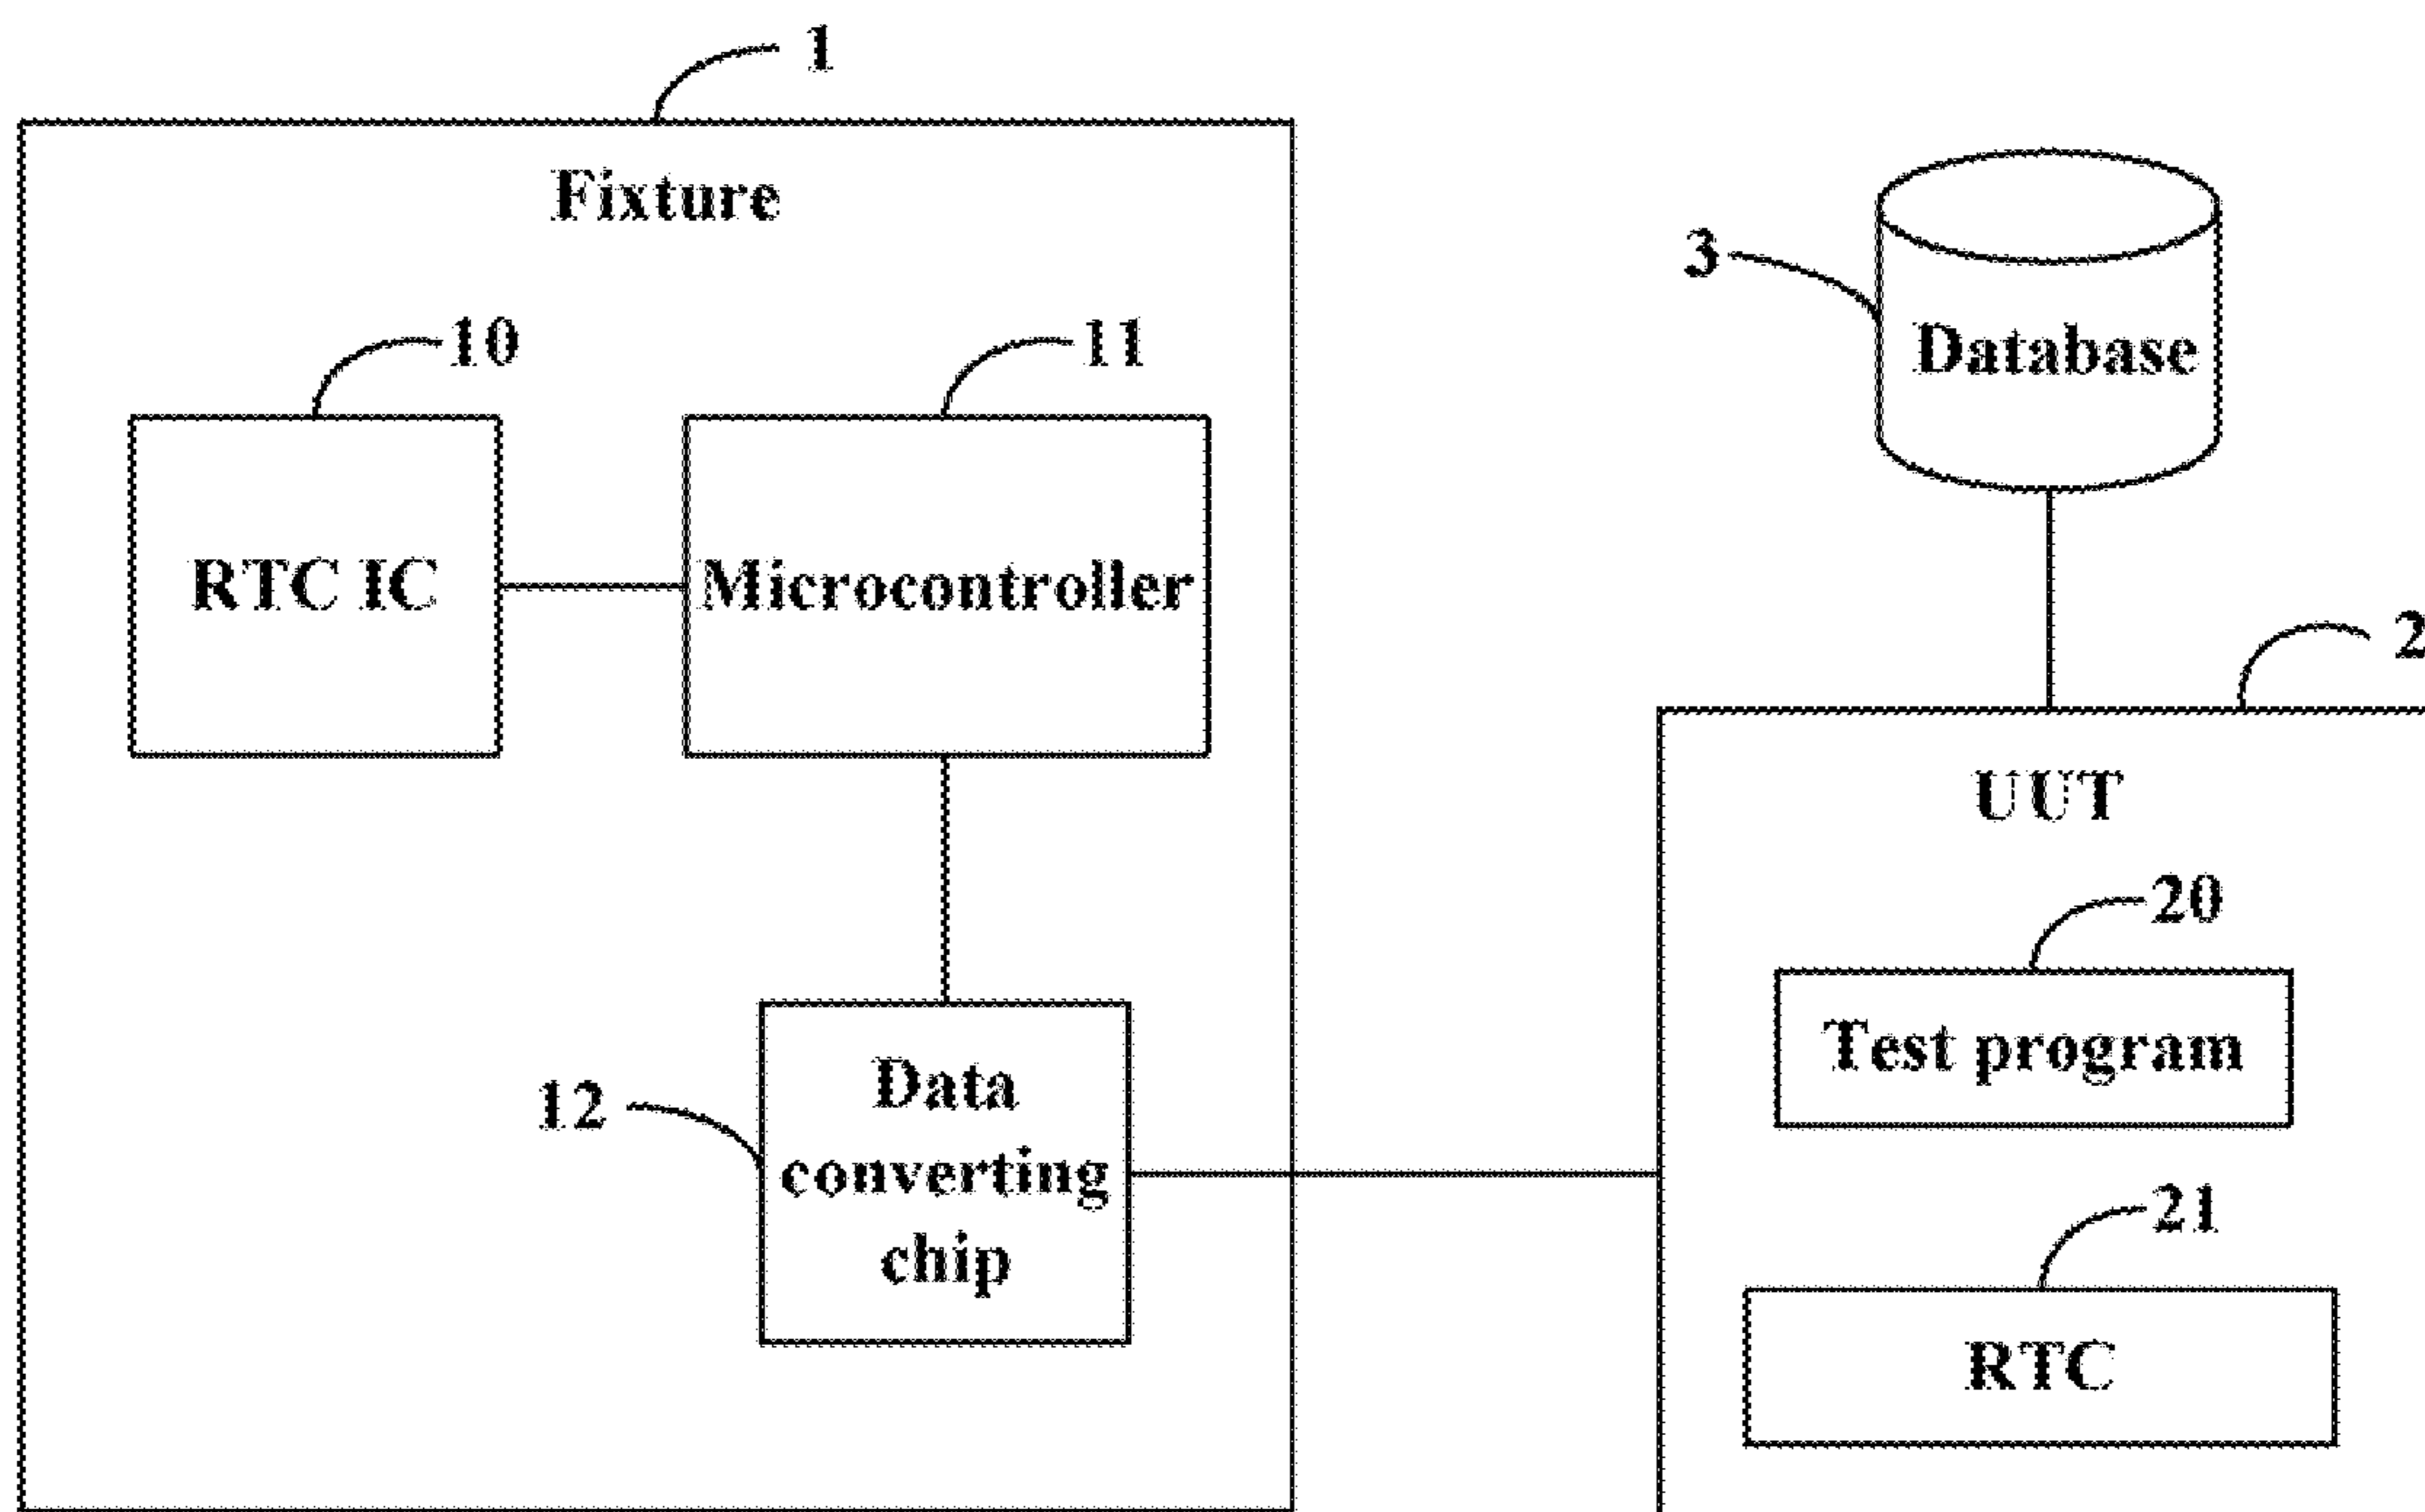 1
Fixture
3
Database
10
11
RTC IC
Microcontroller
2
UUT
20
Test program
12
Data
converting
chip
21
RTC